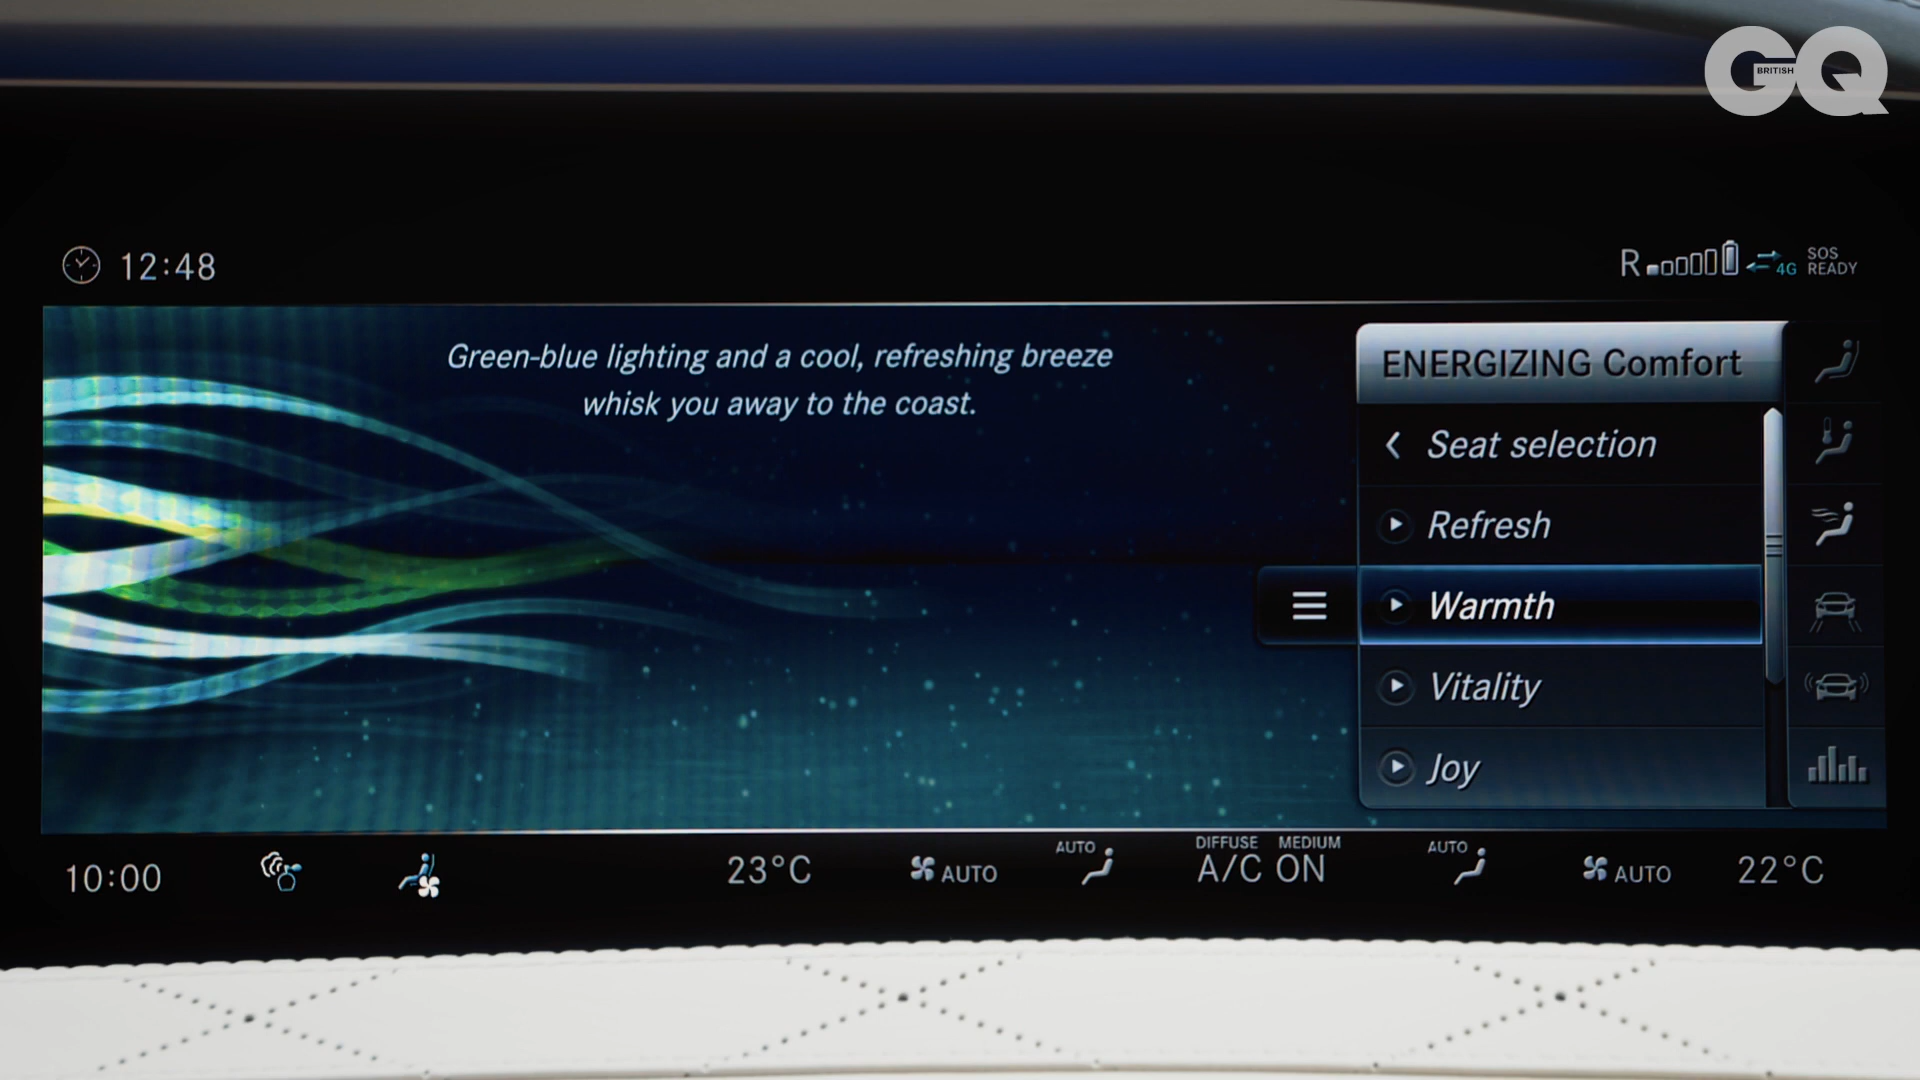 GQ
BRITISH
12:48
R
4G
SOS
READY
Green-blue lighting and a cool, refreshing breeze
whisk you away to the coast.
ENERGIZING Comfort
Seat selection
Refresh
Warmth
Vitality
Joy
10:00
23°C
AUTO
AUTO
DIFFUSE MEDIUM
A/C ON
AUTO
AUTO
22°C